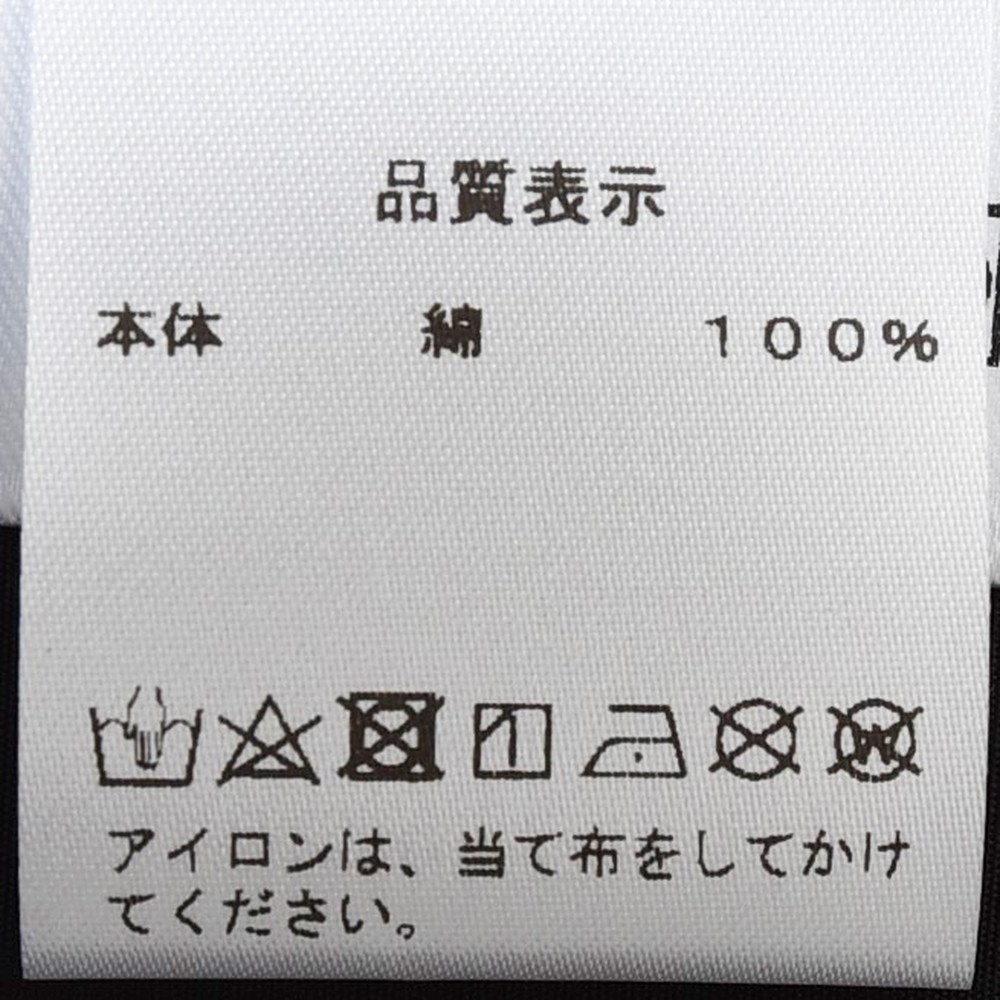 品質表示
本体 綿 100%
アイロンは、当て布をしてかけ
てください。